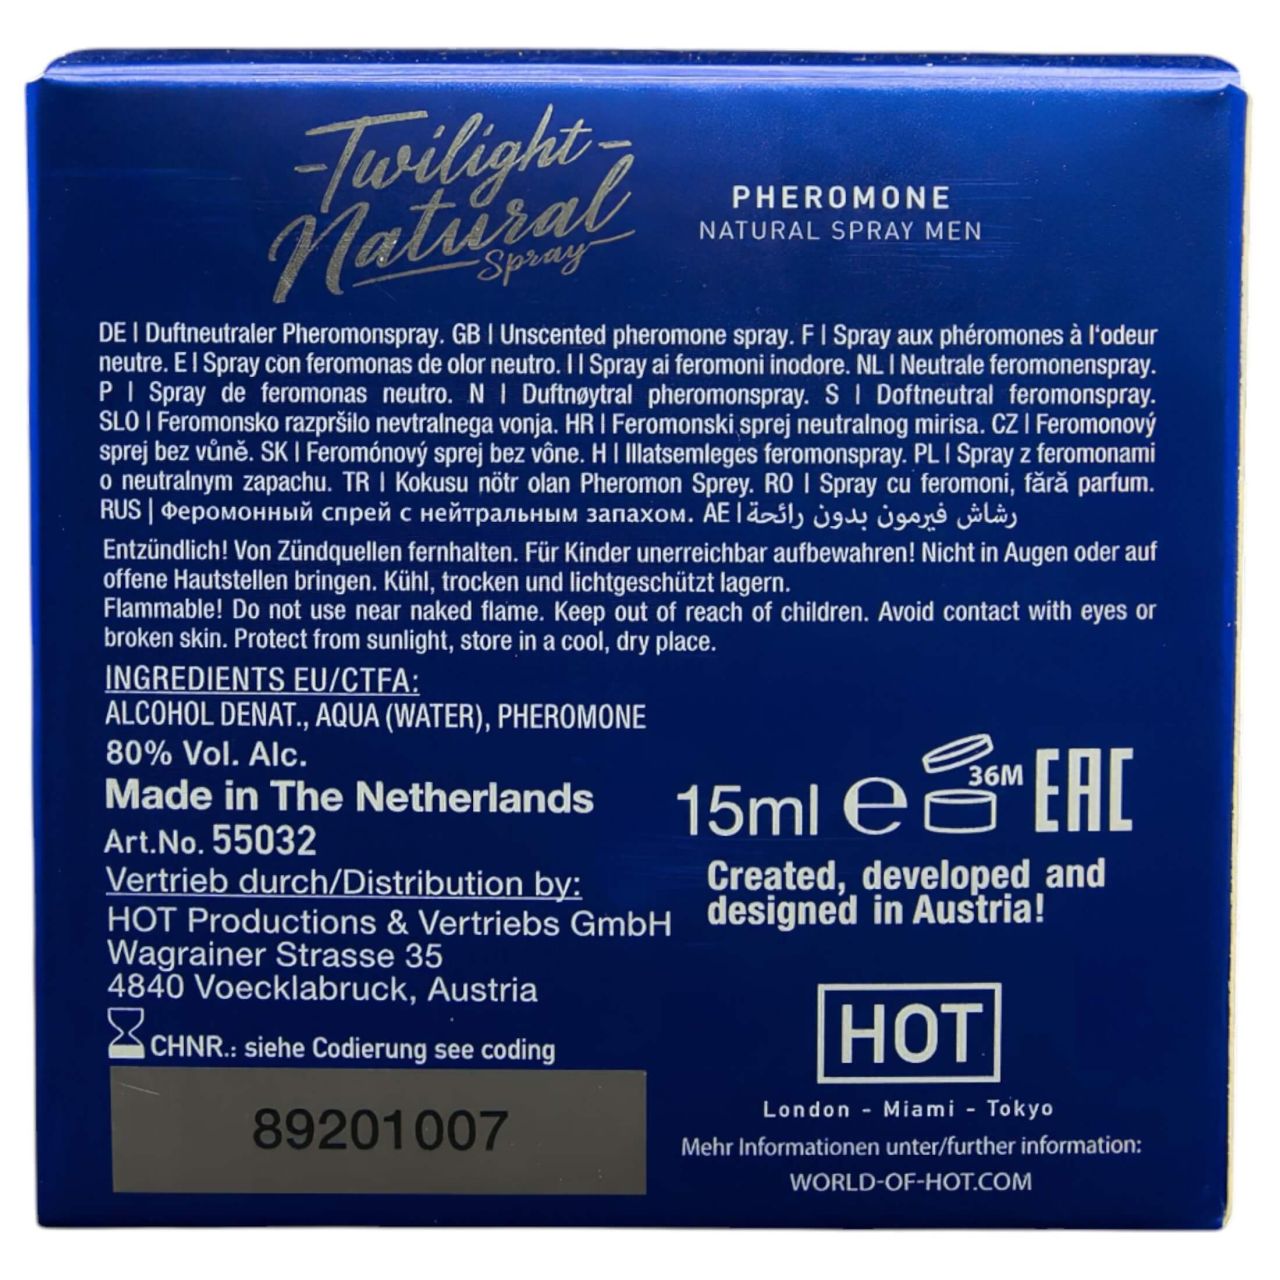 -Twilight-
Natural
Spray
PHEROMONE
NATURAL SPRAY MEN
DE | Duftneutraler Pheromonspray. GB | Unscented pheromone spray. F | Spray aux phéromones à l'odeur
neutre. E | Spray con feromonas de olor neutro. I | Spray ai feromoni inodore. NL | Neutrale feromonenspray.
P | Spray de feromonas neutro. N | Duftnøytral pheromonspray. S | Doftneutral feromonspray.
SLO | Feromonsko razpršilo nevtralnega vonja. HR | Feromonski sprej neutralnog mirisa. CZ | Feromonový
sprej bez vůně. SK | Feromónový sprej bez vône. H | Illatsemleges feromonspray. PL | Spray z feromonami
o neutralnym zapachu. TR | Kokusu nötr olan Pheromon Sprey. RO | Spray cu feromoni, fără parfum.
RUS | Феромонный спрей с нейтральным запахом. AE | رشاش فيرمون بدون رائحة
Entzündlich! Von Zündquellen fernhalten. Für Kinder unerreichbar aufbewahren! Nicht in Augen oder auf
offene Hautstellen bringen. Kühl, trocken und lichtgeschützt lagern.
Flammable! Do not use near naked flame. Keep out of reach of children. Avoid contact with eyes or
broken skin. Protect from sunlight, store in a cool, dry place.
INGREDIENTS EU/CTFA:
ALCOHOL DENAT., AQUA (WATER), PHEROMONE
80% Vol. Alc.
Made in The Netherlands
Art.No. 55032
Vertrieb durch/Distribution by:
HOT Productions & Vertriebs GmbH
Wagrainer Strasse 35
4840 Voecklabruck, Austria
CHNR.: siehe Codierung see coding
89201007
15ml e 36M EAC
Created, developed and
designed in Austria!
HOT
London - Miami - Tokyo
Mehr Informationen unter/further information:
WORLD-OF-HOT.COM